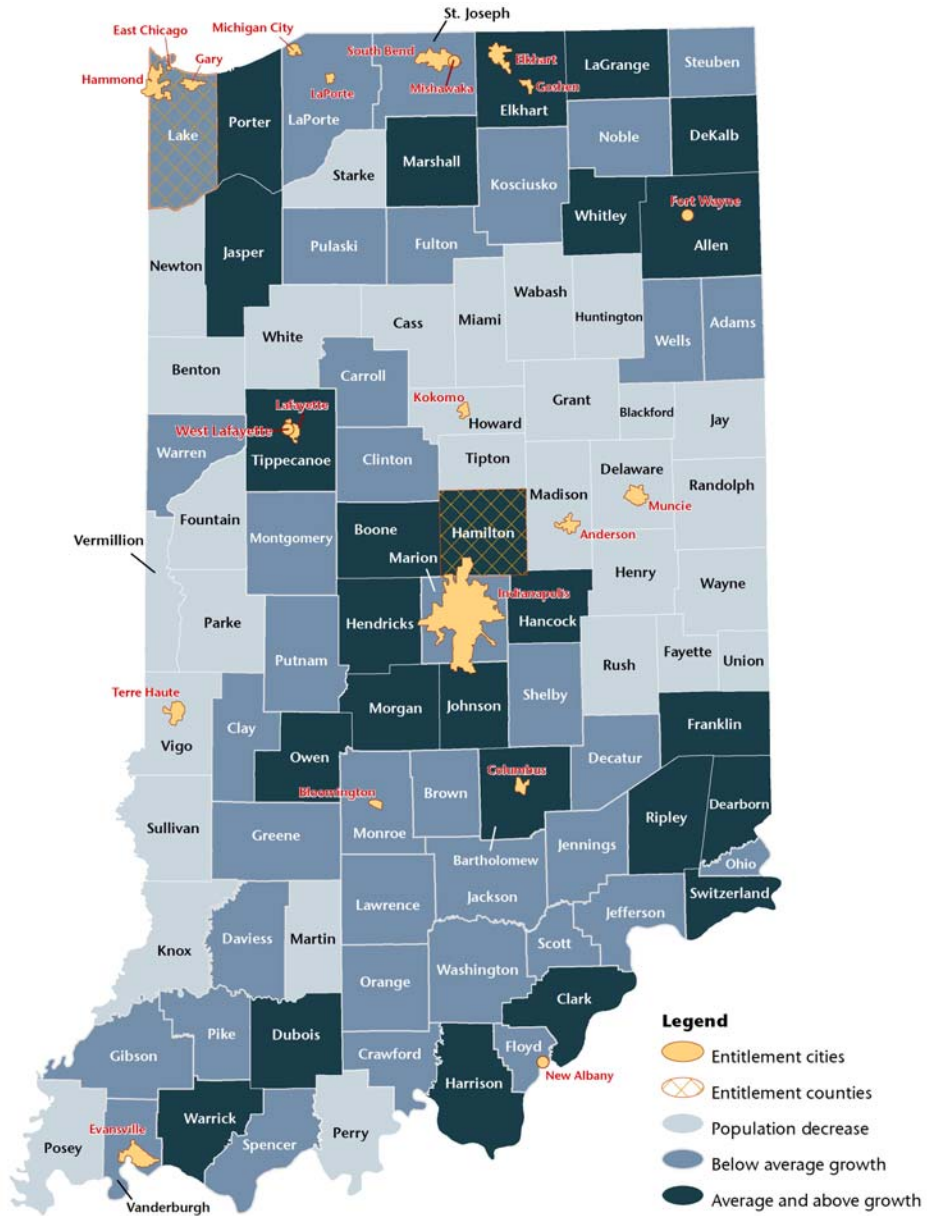 St. Joseph
Michigan City
East Chicago
South Bend
Elkhart
LaGrange
Steuben
Gary
Hammond
LaPorte
Mishawaka
Goshen
Elkhart
Porter
LaPorte
Lake
Noble
DeKalb
Marshall
Starke
Kosciusko
Whitley
Fort Wayne
Allen
Jasper
Pulaski
Fulton
Newton
Wabash
Miami
Huntington
Cass
White
Wells
Adams
Benton
Carroll
Kokomo
Howard
Grant
Blackford
Jay
Lafayette
West Lafayette
Tippecanoe
Warren
Clinton
Tipton
Delaware
Randolph
Madison
Muncie
Fountain
Boone
Hamilton
Anderson
Montgomery
Vermillion
Marion
Henry
Wayne
Indianapolis
Hancock
Parke
Hendricks
Putnam
Rush
Fayette
Union
Terre Haute
Shelby
Morgan
Johnson
Franklin
Clay
Vigo
Owen
Decatur
Columbus
Bloomington
Brown
Dearborn
Ripley
Sullivan
Greene
Monroe
Jennings
Bartholomew
Ohio
Jackson
Switzerland
Lawrence
Jefferson
Daviess
Martin
Knox
Scott
Washington
Orange
Clark
Pike
Dubois
Gibson
Crawford
Floyd
New Albany
Harrison
Warrick
Evansville
Perry
Posey
Spencer
Vanderburgh
Legend
Entitlement cities
Entitlement counties
Population decrease
Below average growth
Average and above growth